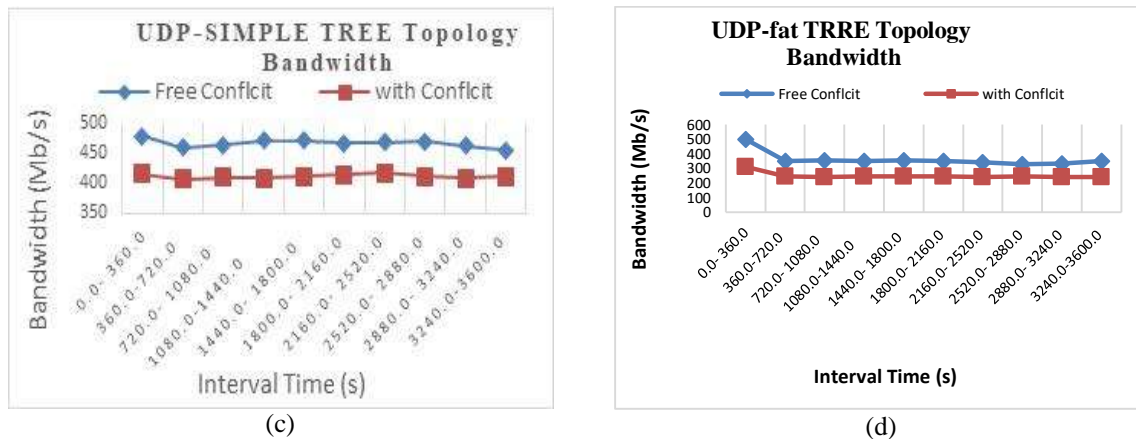 UDP-SIMPLE TREE Topology
Bandwidth
Free Conflcit
with Conflcit
500
450
400
350
Bandwidth (Mb/s)
0.0- 360.0
360.0-720.0
720.0- 1080.0
1080.0-1440.0
1440.0- 1800.0
1800.0- 2160.0
2160.0- 2520.0
2520.0- 2880.0
2880.0- 3240.0
3240.0-3600.0
Interval Time (s)
(c)
UDP-fat TRRE Topology
Bandwidth
Free Conflcit
with Conflcit
600
500
400
300
200
100
0
Bandwidth (Mb/s)
0.0- 360.0
360.0-720.0
720.0- 1080.0
1080.0-1440.0
1440.0- 1800.0
1800.0- 2160.0
2160.0- 2520.0
2520.0- 2880.0
2880.0- 3240.0
3240.0-3600.0
Interval Time (s)
(d)